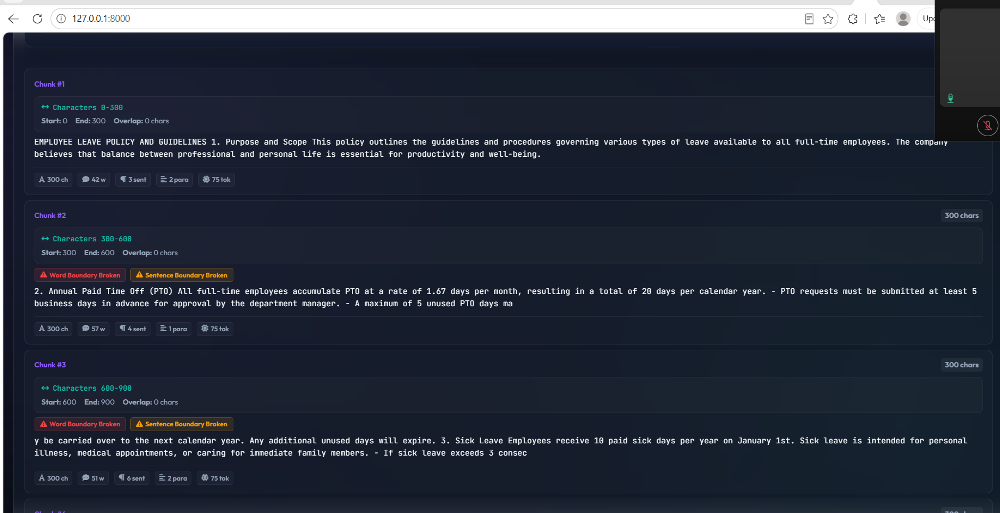 127.0.0.1:8000
Chunk #1
↔ Characters 0-300
Start: 0 End: 300 Overlap: 0 chars
EMPLOYEE LEAVE POLICY AND GUIDELINES 1. Purpose and Scope This policy outlines the guidelines and procedures governing various types of leave available to all full-time employees. The company
believes that balance between professional and personal life is essential for productivity and well-being.
300 ch 42 w 3 sent 2 para 75 tok
Chunk #2 300 chars
↔ Characters 300-600
Start: 300 End: 600 Overlap: 0 chars
Word Boundary Broken Sentence Boundary Broken
2. Annual Paid Time Off (PTO) All full-time employees accumulate PTO at a rate of 1.67 days per month, resulting in a total of 20 days per calendar year. - PTO requests must be submitted at least 5
business days in advance for approval by the department manager. - A maximum of 5 unused PTO days ma
300 ch 57 w 4 sent 1 para 75 tok
Chunk #3 300 chars
↔ Characters 600-900
Start: 600 End: 900 Overlap: 0 chars
Word Boundary Broken Sentence Boundary Broken
y be carried over to the next calendar year. Any additional unused days will expire. 3. Sick Leave Employees receive 10 paid sick days per year on January 1st. Sick leave is intended for personal
illness, medical appointments, or caring for immediate family members. - If sick leave exceeds 3 consec
300 ch 51 w 6 sent 2 para 75 tok